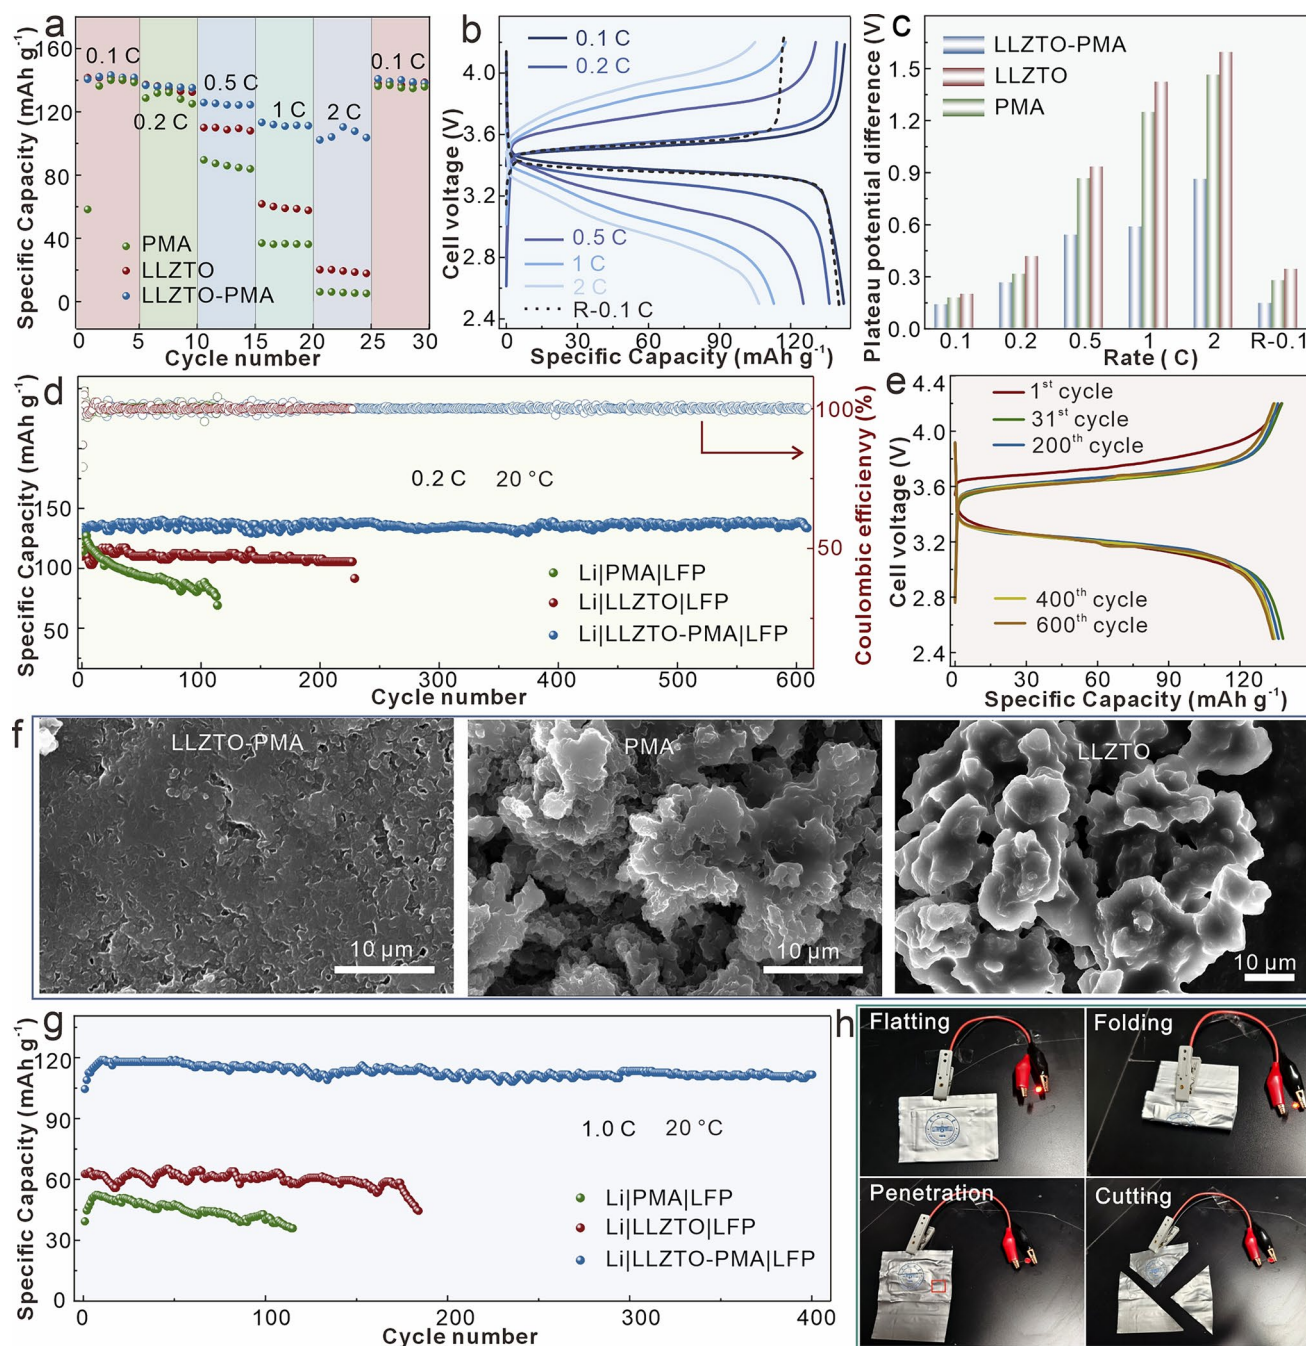 a
Specific Capacity (mAh g⁻¹)
160
120
80
40
0
0.1 C
0.2 C
0.5 C
1 C
2 C
0.1 C
PMA
LLZTO
LLZTO-PMA
0 5 10 15 20 25 30
Cycle number
b
Cell voltage (V)
4.0
3.6
3.2
2.8
2.4
0.1 C
0.2 C
0.5 C
1 C
2 C
R-0.1 C
0 30 60 90 120
Specific Capacity (mAh g⁻¹)
c
Plateau potential difference (V)
1.5
1.2
0.9
0.6
0.3
0.0
LLZTO-PMA
LLZTO
PMA
0.1 0.2 0.5 1 2 R-0.1
Rate ( C)
d
Specific Capacity (mAh g⁻¹)
150
100
50
0.2 C 20 °C
Li|PMA|LFP
Li|LLZTO|LFP
Li|LLZTO-PMA|LFP
100
50
Coulombic efficienvy (%)
0 100 200 300 400 500 600
Cycle number
e
Cell voltage (V)
4.4
4.0
3.6
3.2
2.8
2.4
1st cycle
31st cycle
200th cycle
400th cycle
600th cycle
0 30 60 90 120
Specific Capacity (mAh g⁻¹)
f
LLZTO-PMA
10 μm
PMA
10 μm
LLZTO
10 μm
g
Specific Capacity (mAh g⁻¹)
120
90
60
30
0
1.0 C 20 °C
Li|PMA|LFP
Li|LLZTO|LFP
Li|LLZTO-PMA|LFP
0 100 200 300 400
Cycle number
h
Flatting
Folding
Penetration
Cutting